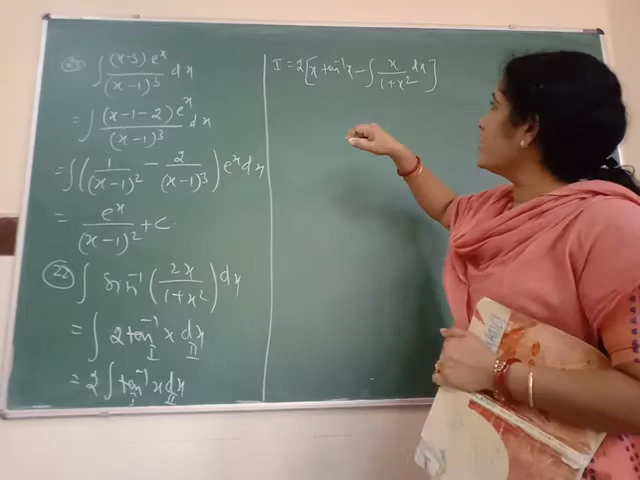 (21) ∫ (x-3) e^x / (x-1)^3 dx
= ∫ (x-1-2) e^x / (x-1)^3 dx
= ∫ ( 1/(x-1)^2 - 2/(x-1)^3 ) e^x dx
= e^x / (x-1)^2 + C
(22) ∫ sin^-1 ( 2x / 1+x^2 ) dx
= ∫ 2 tan^-1 x dx
I II
= 2 ∫ tan^-1 x dx
I II
I = 2 [ x tan^-1 x - ∫ x / 1+x^2 dx ]